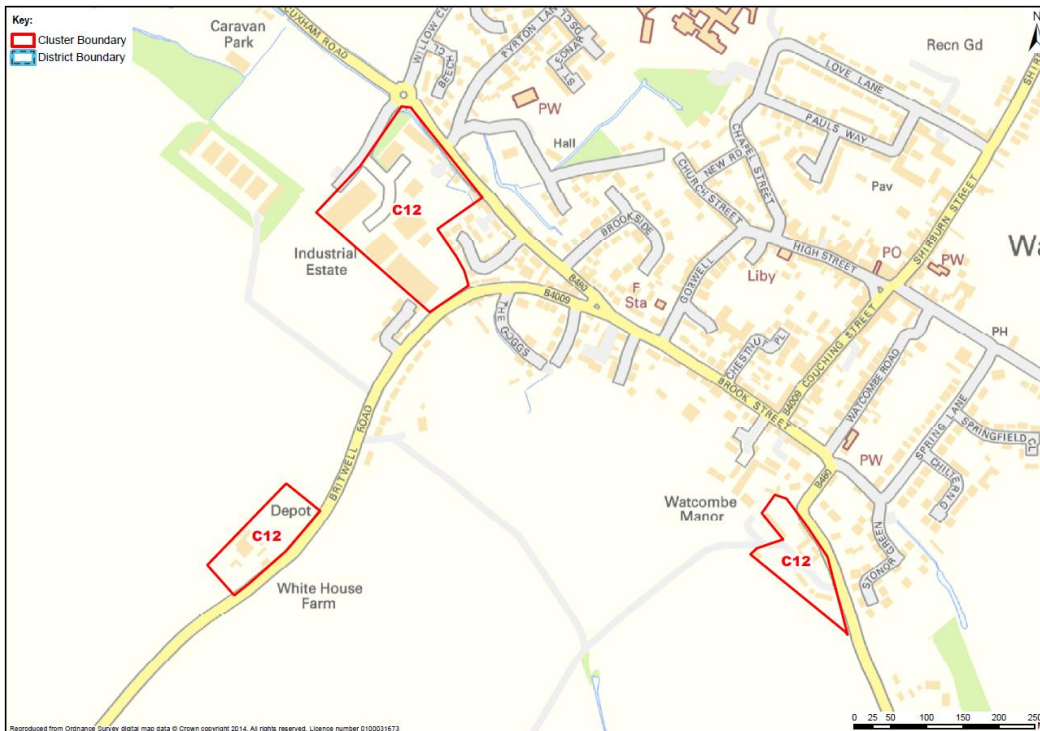 Key:
Cluster Boundary
District Boundary
Caravan
Park
CUXHAM ROAD
WILLOW CL
BEECH CL
PYRTON LANE
ST LEONARDS CL
PW
Hall
N
Recn Gd
LOVE LANE
PAULS WAY
CHAPEL STREET
NEW RD
CHURCH STREET
Pav
SHIRBURN STREET
C12
Industrial
Estate
BROOKSIDE
GORWELL
Liby
HIGH STREET
PO
PW
Wa
B480
B4009
F
Sta
THE GOGGS
CHESTNUT PL
BROOK STREET
B4009 COUCHING STREET
PH
WATCOMBE ROAD
SPRING LANE
SPRINGFIELD CL
CHILTERN G
PW
B480
STONOR GREEN
BRITWELL ROAD
Depot
C12
White House
Farm
Watcombe
Manor
C12
0 25 50 100 150 200 250
M
Reproduced from Ordnance Survey digital map data © Crown copyright 2014. All rights reserved. Licence number 0100031673